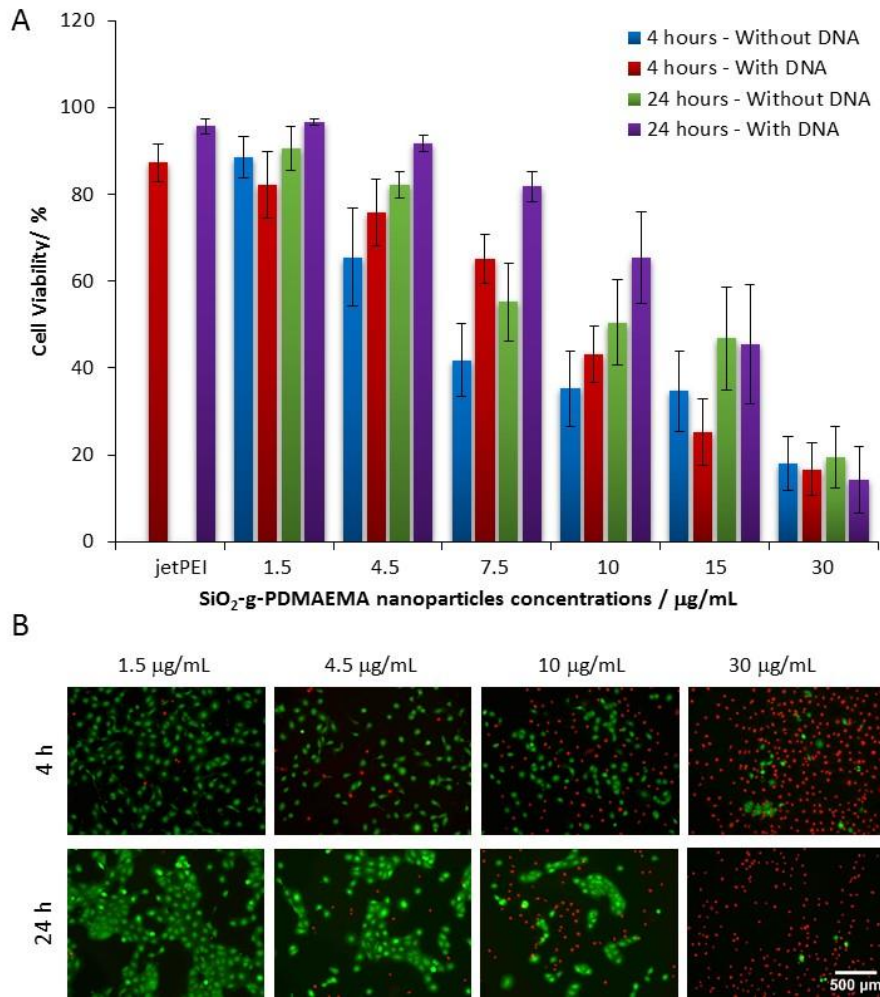 A
120
100
80
60
40
20
0
Cell Viability/ %
4 hours - Without DNA
4 hours - With DNA
24 hours - Without DNA
24 hours - With DNA
jetPEI 1.5 4.5 7.5 10 15 30
SiO₂-g-PDMAEMA nanoparticles concentrations / µg/mL
B
1.5 µg/mL 4.5 µg/mL 10 µg/mL 30 µg/mL
4 h
24 h
500 µm